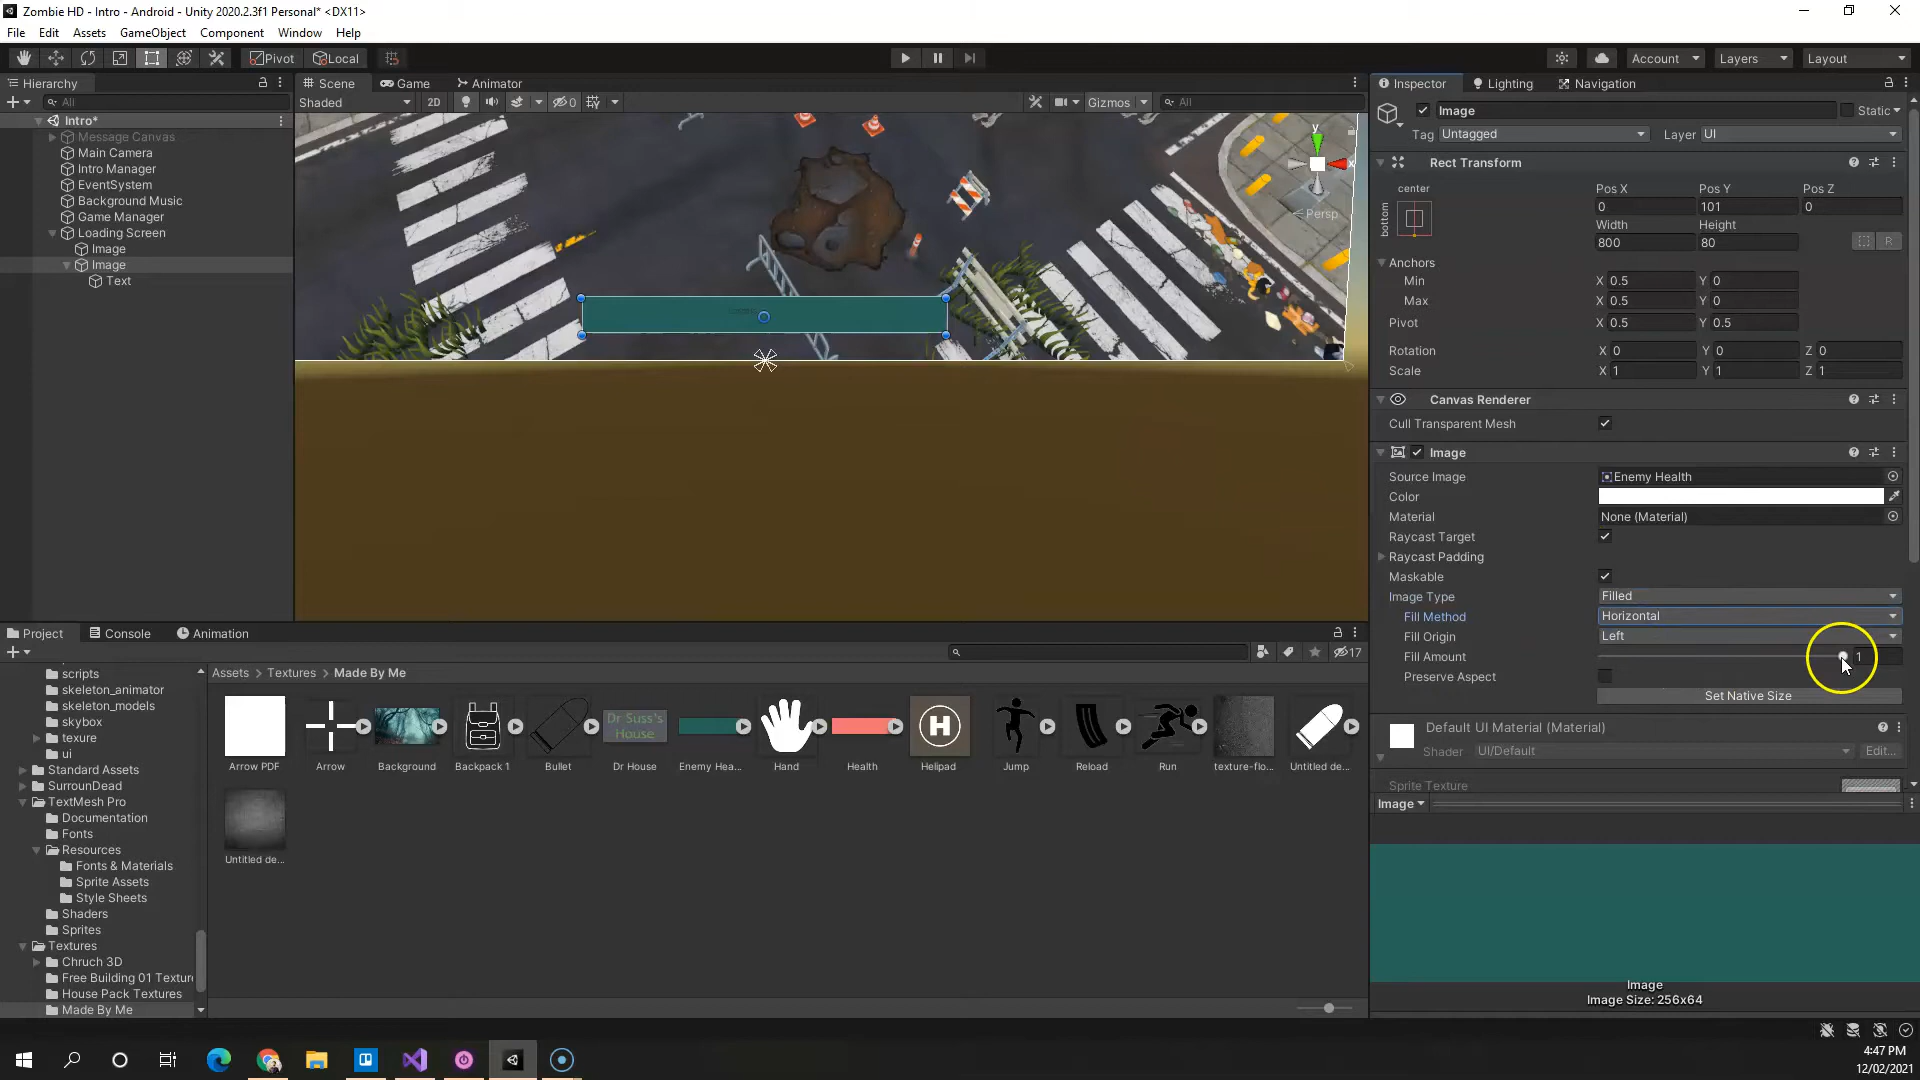 Zombie HD - Intro - Android - Unity 2020.2.3f1 Personal* <DX11>
File Edit Assets GameObject Component Window Help
Pivot Local Account Layers Layout
Hierarchy
All
Intro*
Message Canvas
Main Camera
Intro Manager
EventSystem
Background Music
Game Manager
Loading Screen
Image
Image
Text
Scene Game Animator
Shaded 2D 0 Gizmos All
y
x
Persp
Inspector Lighting Navigation
Image Static
Tag Untagged Layer UI
Rect Transform
center Pos X Pos Y Pos Z
bottom 0 101 0
Width Height
800 80 R
Anchors
Min X 0.5 Y 0
Max X 0.5 Y 0
Pivot X 0.5 Y 0.5
Rotation X 0 Y 0 Z 0
Scale X 1 Y 1 Z 1
Canvas Renderer
Cull Transparent Mesh
Image
Source Image Enemy Health
Color
Material None (Material)
Raycast Target
Raycast Padding
Maskable
Image Type Filled
Fill Method Horizontal
Fill Origin Left
Fill Amount 1
Preserve Aspect
Set Native Size
Default UI Material (Material)
Shader UI/Default Edit...
Sprite Texture
Image
Image
Image Size: 256x64
Project Console Animation
17
scripts
skeleton_animator
skeleton_models
skybox
texure
ui
Standard Assets
SurrounDead
TextMesh Pro
Documentation
Fonts
Resources
Fonts & Materials
Sprite Assets
Style Sheets
Shaders
Sprites
Textures
Chruch 3D
Free Building 01 Texture
House Pack Textures
Made By Me
Assets > Textures > Made By Me
Dr Suss's
House
H
Arrow PDF Arrow Background Backpack 1 Bullet Dr House Enemy Hea... Hand Health Helipad Jump Reload Run texture-flo... Untitled de...
Untitled de...
4:47 PM
12/02/2021